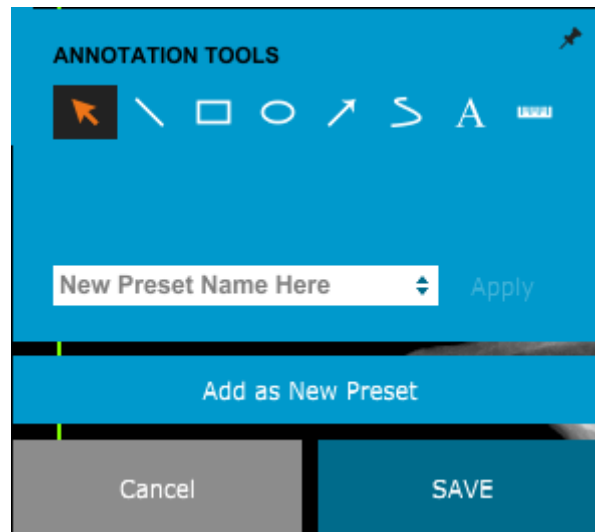 ANNOTATION TOOLS
A
New Preset Name Here
Apply
Add as New Preset
Cancel
SAVE